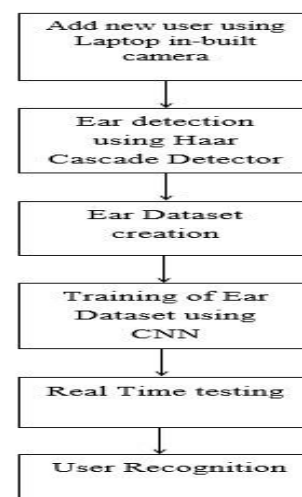 Add new user using
Laptop in-built
camera
Ear detection
using Haar
Cascade Detector
Ear Dataset
creation
Training of Ear
Dataset using
CNN
Real Time testing
User Recognition